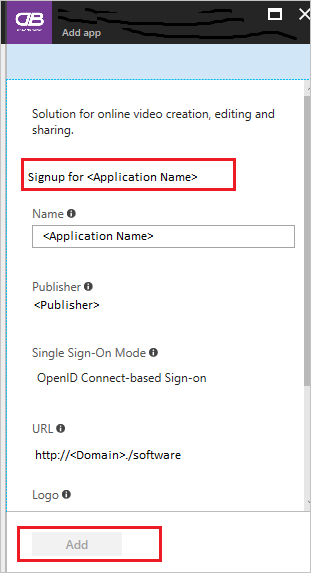 Add app
Solution for online video creation, editing and
sharing.
Signup for <Application Name>
Name
<Application Name>
Publisher
<Publisher>
Single Sign-On Mode
OpenID Connect-based Sign-on
URL
http://<Domain>./software
Logo
Add